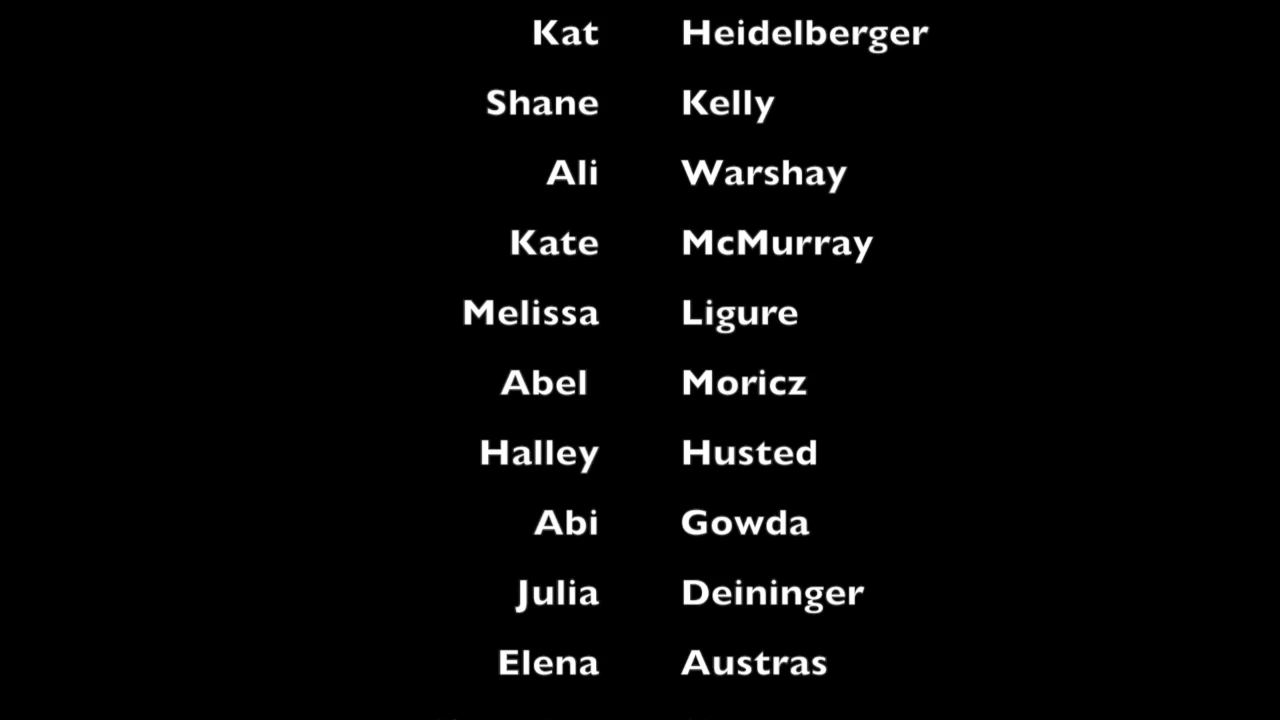 Kat Heidelberger
Shane Kelly
Ali Warshay
Kate McMurray
Melissa Ligure
Abel Moricz
Halley Husted
Abi Gowda
Julia Deininger
Elena Austras